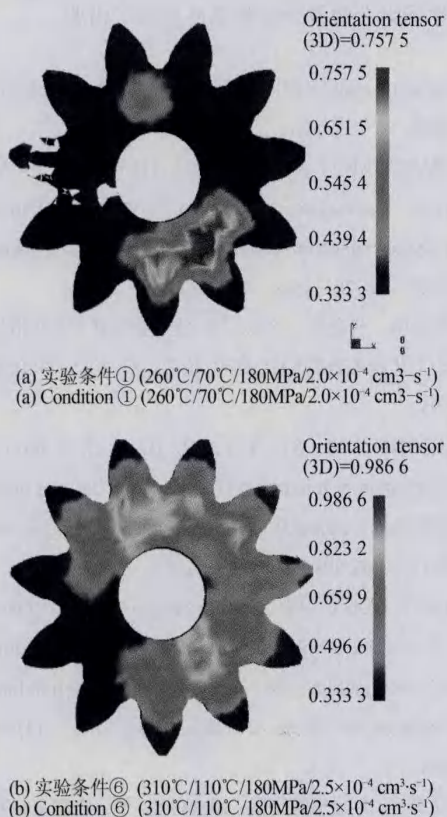 Orientation tensor
(3D)=0.757 5
0.757 5
0.651 5
0.545 4
0.439 4
0.333 3
Y
x
0
0
(a) 实验条件① (260℃/70℃/180MPa/2.0×10⁻⁴ cm3–s⁻¹)
(a) Condition ① (260℃/70℃/180MPa/2.0×10⁻⁴ cm3–s⁻¹)
Orientation tensor
(3D)=0.986 6
0.986 6
0.823 2
0.659 9
0.496 6
0.333 3
(b) 实验条件⑥ (310℃/110℃/180MPa/2.5×10⁻⁴ cm³·s⁻¹)
(b) Condition ⑥ (310℃/110℃/180MPa/2.5×10⁻⁴ cm³·s⁻¹)